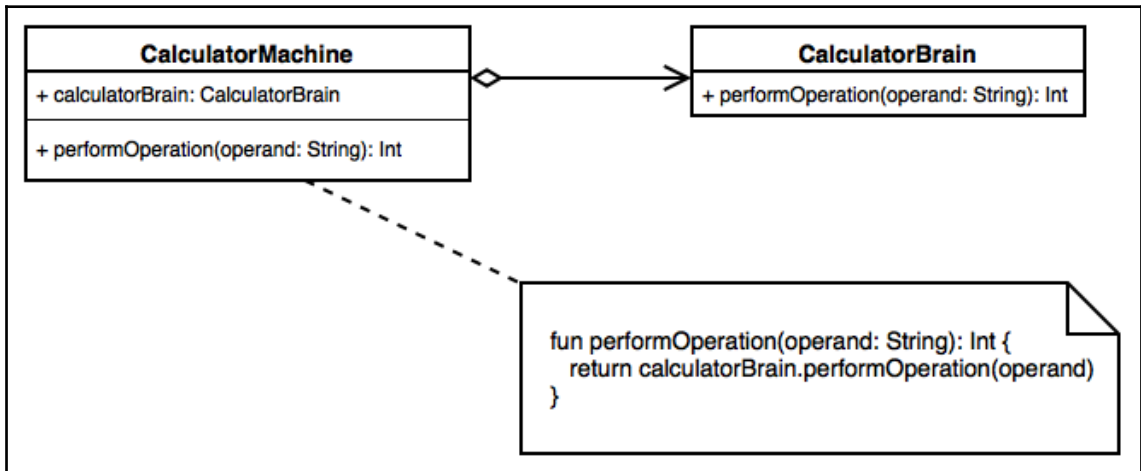 CalculatorMachine
+ calculatorBrain: CalculatorBrain
+ performOperation(operand: String): Int
CalculatorBrain
+ performOperation(operand: String): Int
fun performOperation(operand: String): Int {
return calculatorBrain.performOperation(operand)
}